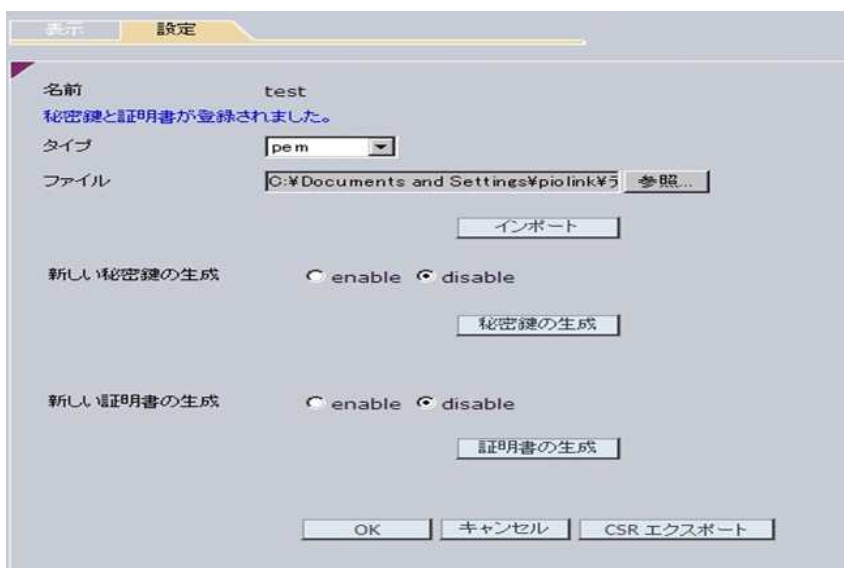 表示 設定
名前 test
秘密鍵と証明書が登録されました。
タイプ pem
ファイル C:¥Documents and Settings¥piolink¥デ 参照...
インポート
新しい秘密鍵の生成 enable disable
秘密鍵の生成
新しい証明書の生成 enable disable
証明書の生成
OK キャンセル CSR エクスポート